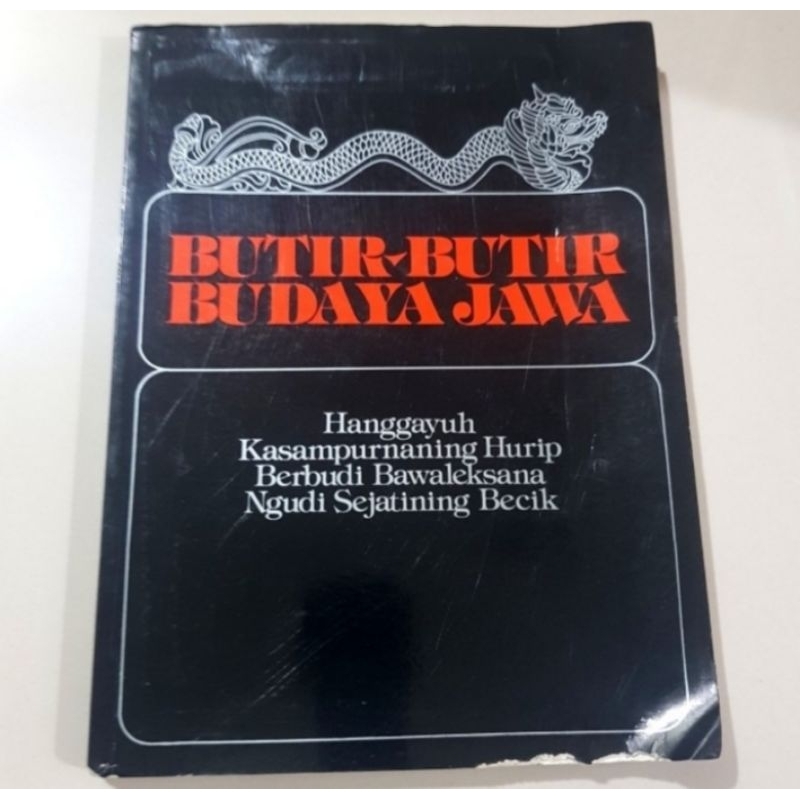 BUTIR-BUTIR
BUDAYA JAWA
Hanggayuh
Kasampurnaning Hurip
Berbudi Bawaleksana
Ngudi Sejatining Becik